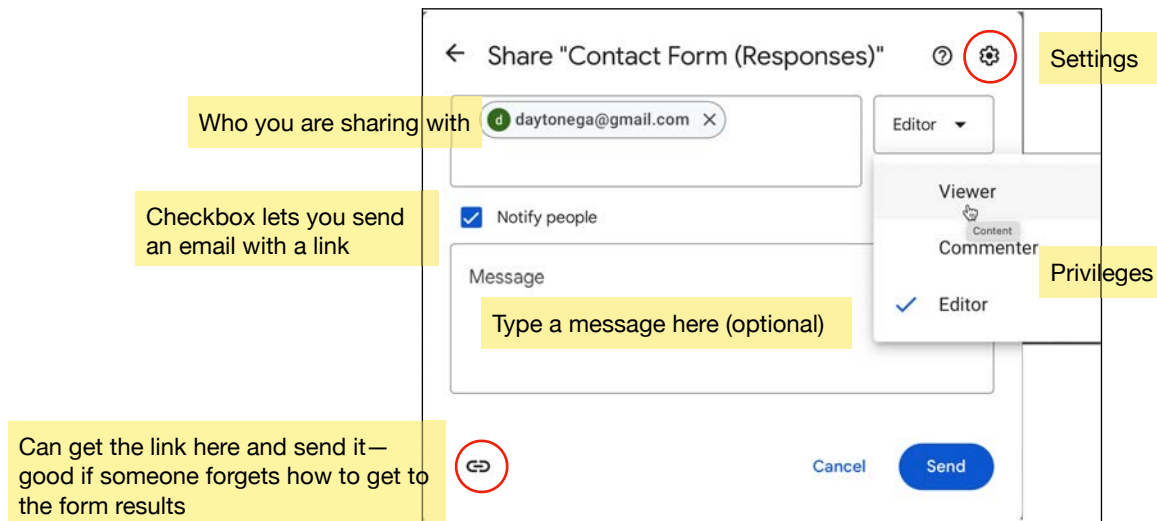 Share "Contact Form (Responses)"
Settings
Who you are sharing with
d daytonega@gmail.com
Editor
Viewer
Content
Commenter
Editor
Privileges
Checkbox lets you send
an email with a link
Notify people
Message
Type a message here (optional)
Can get the link here and send it—
good if someone forgets how to get to
the form results
Cancel
Send